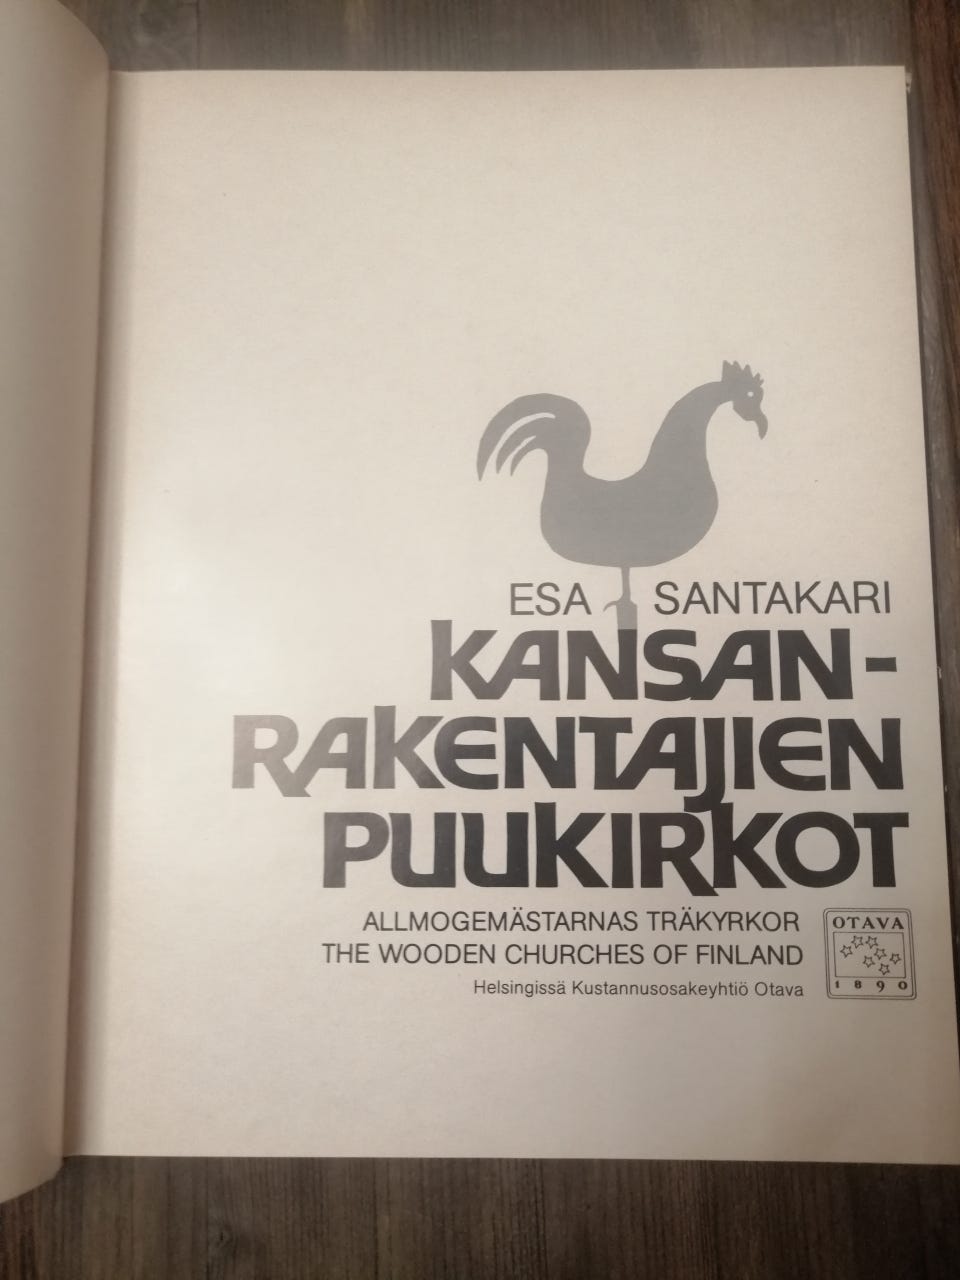 ESA SANTAKARI
KANSAN-
RAKENTAJIEN
PUUKIRKOT
ALLMOGEMÄSTARNAS TRÄKYRKOR
THE WOODEN CHURCHES OF FINLAND
Helsingissä Kustannusosakeyhtiö Otava
OTAVA
1890